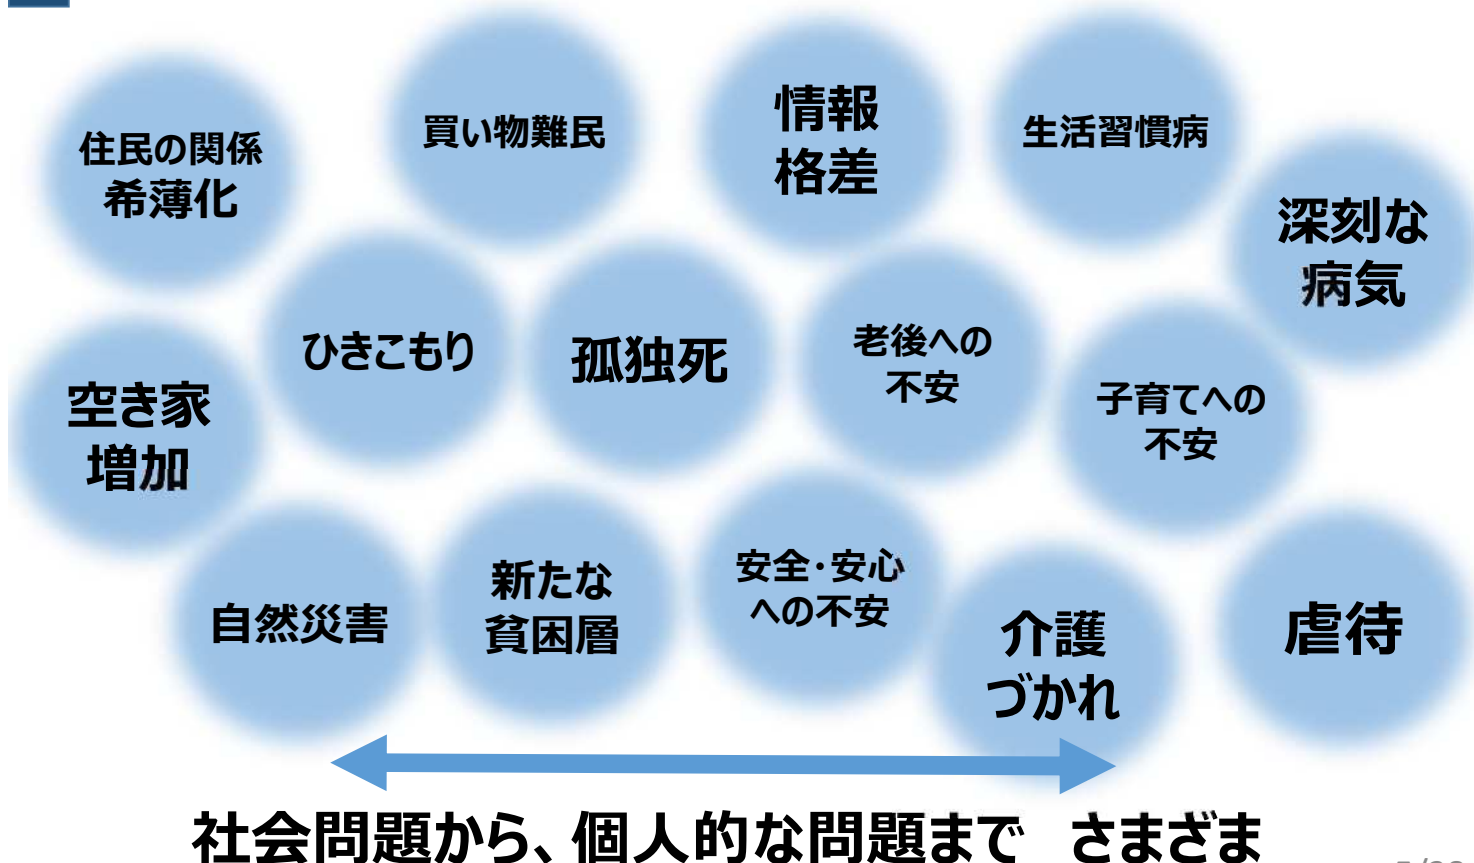 住民の関係
希薄化
買い物難民
情報
格差
生活習慣病
深刻な
病気
ひきこもり
孤独死
老後への
不安
子育てへの
不安
空き家
増加
自然災害
新たな
貧困層
安全・安心
への不安
介護
づかれ
虐待
社会問題から、個人的な問題まで　さまざま